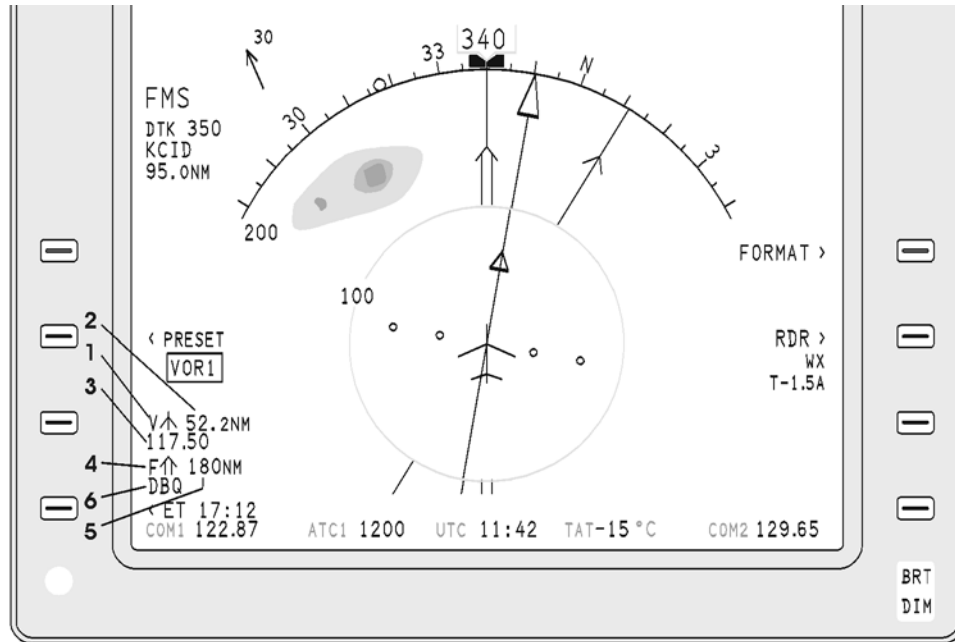 30
340
33
N
30
3
FMS
DTK 350
KCID
95.0NM
200
FORMAT >
100
2
< PRESET
RDR >
1
VOR1
WX
3
T-1.5A
V 52.2NM
117.50
4
F 180NM
6
DBQ
< ET 17:12
5
COM1 122.87 ATC1 1200 UTC 11:42 TAT-15 °C COM2 129.65
BRT
DIM